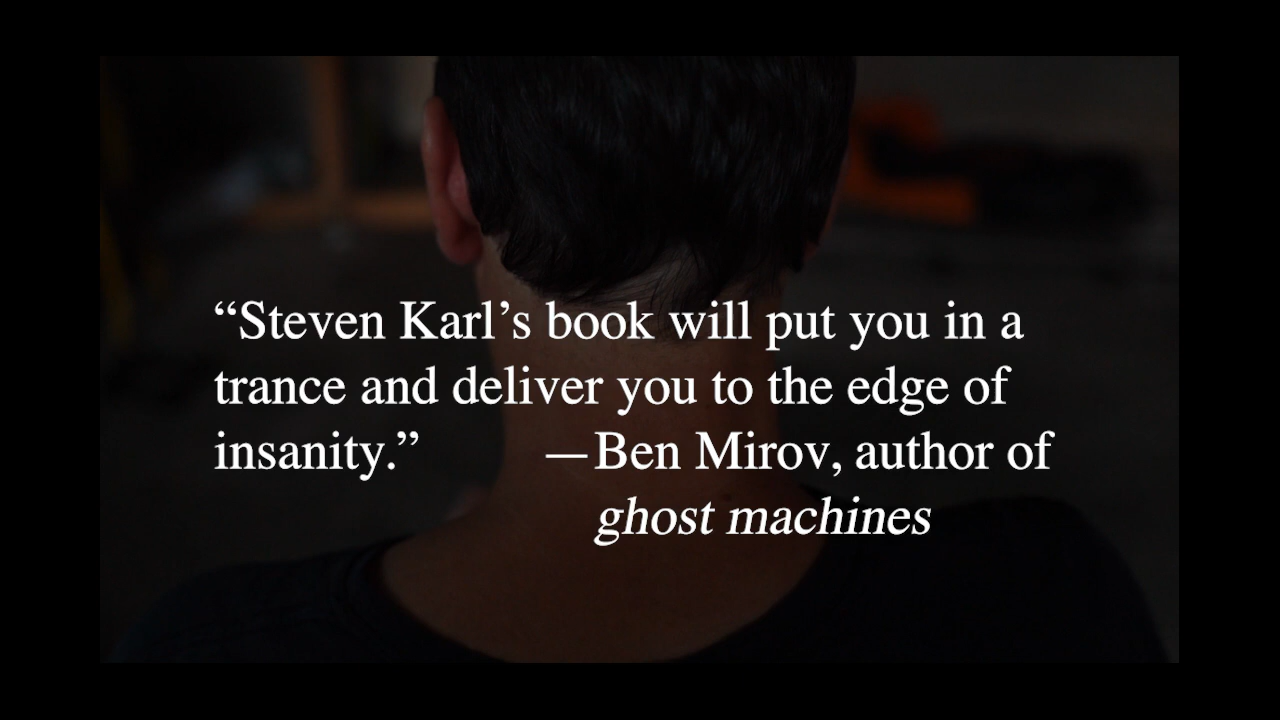 “Steven Karl’s book will put you in a
trance and deliver you to the edge of
insanity.” —Ben Mirov, author of
ghost machines